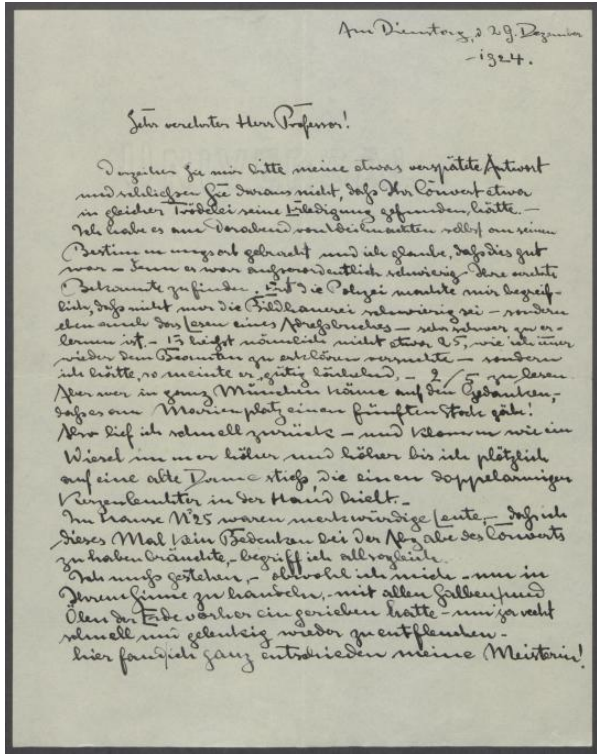 Am Dienstag, d 29. Dezember
1924.
Sehr verehrter Herr Professor!
Verzeihen Sie mir bitte meine etwas verspätete Antwort
und schließen Sie daraus nicht, daß Ihr Couvert etwa
in gleicher Trödelei seine Erledigung gefunden hätte. –
Ich habe es am Vorabend von Weihnachten selbst an seinen
Bestimmungsort gebracht und ich glaube, daß dies gut
war – denn es war außerordentlich schwierig – Ihre
Bekannte zu finden. Erst die Polizei machte mir begreif-
lich, daß nicht nur die Bildhauerei schwierig sei – sondern
eben auch das Lesen eines Adreßbuches – sehr schwer zu er-
lernen ist. – heißt nämlich nicht etwa 25, wie ich immer
wieder dem Beamten zu erklären versuchte – sondern
ich hätte, so meinte er, gütig lächelnd, – 2/5 zu lesen.
Aber wer in ganz München käme auf den Gedanken,
daß es am Marienplatz einen fünften Stock gäbe!
Also lief ich schnell zurück – und klomm wie ein
Wiesel immer höher und höher bis ich plötzlich
auf eine alte Dame stieß, die einen doppelarmigen
Kerzenleuchter in der Hand hielt. –
Im Hause No 25 waren merkwürdige Leute, – daß ich
dieses Mal kein Bedenken bei der Abgabe des Couverts
zu haben bräuchte, – begriff ich allsogleich.
Ich muß gestehen, – obwohl ich mich – um in
Ihrem Sinne zu handeln, – mit allen Salben und
Ölen der Erde vorher eingerieben hatte – um ja recht
schnell und gelenkig wieder zu entfliehen –
hier fand ich ganz entschieden meine Meisterin!